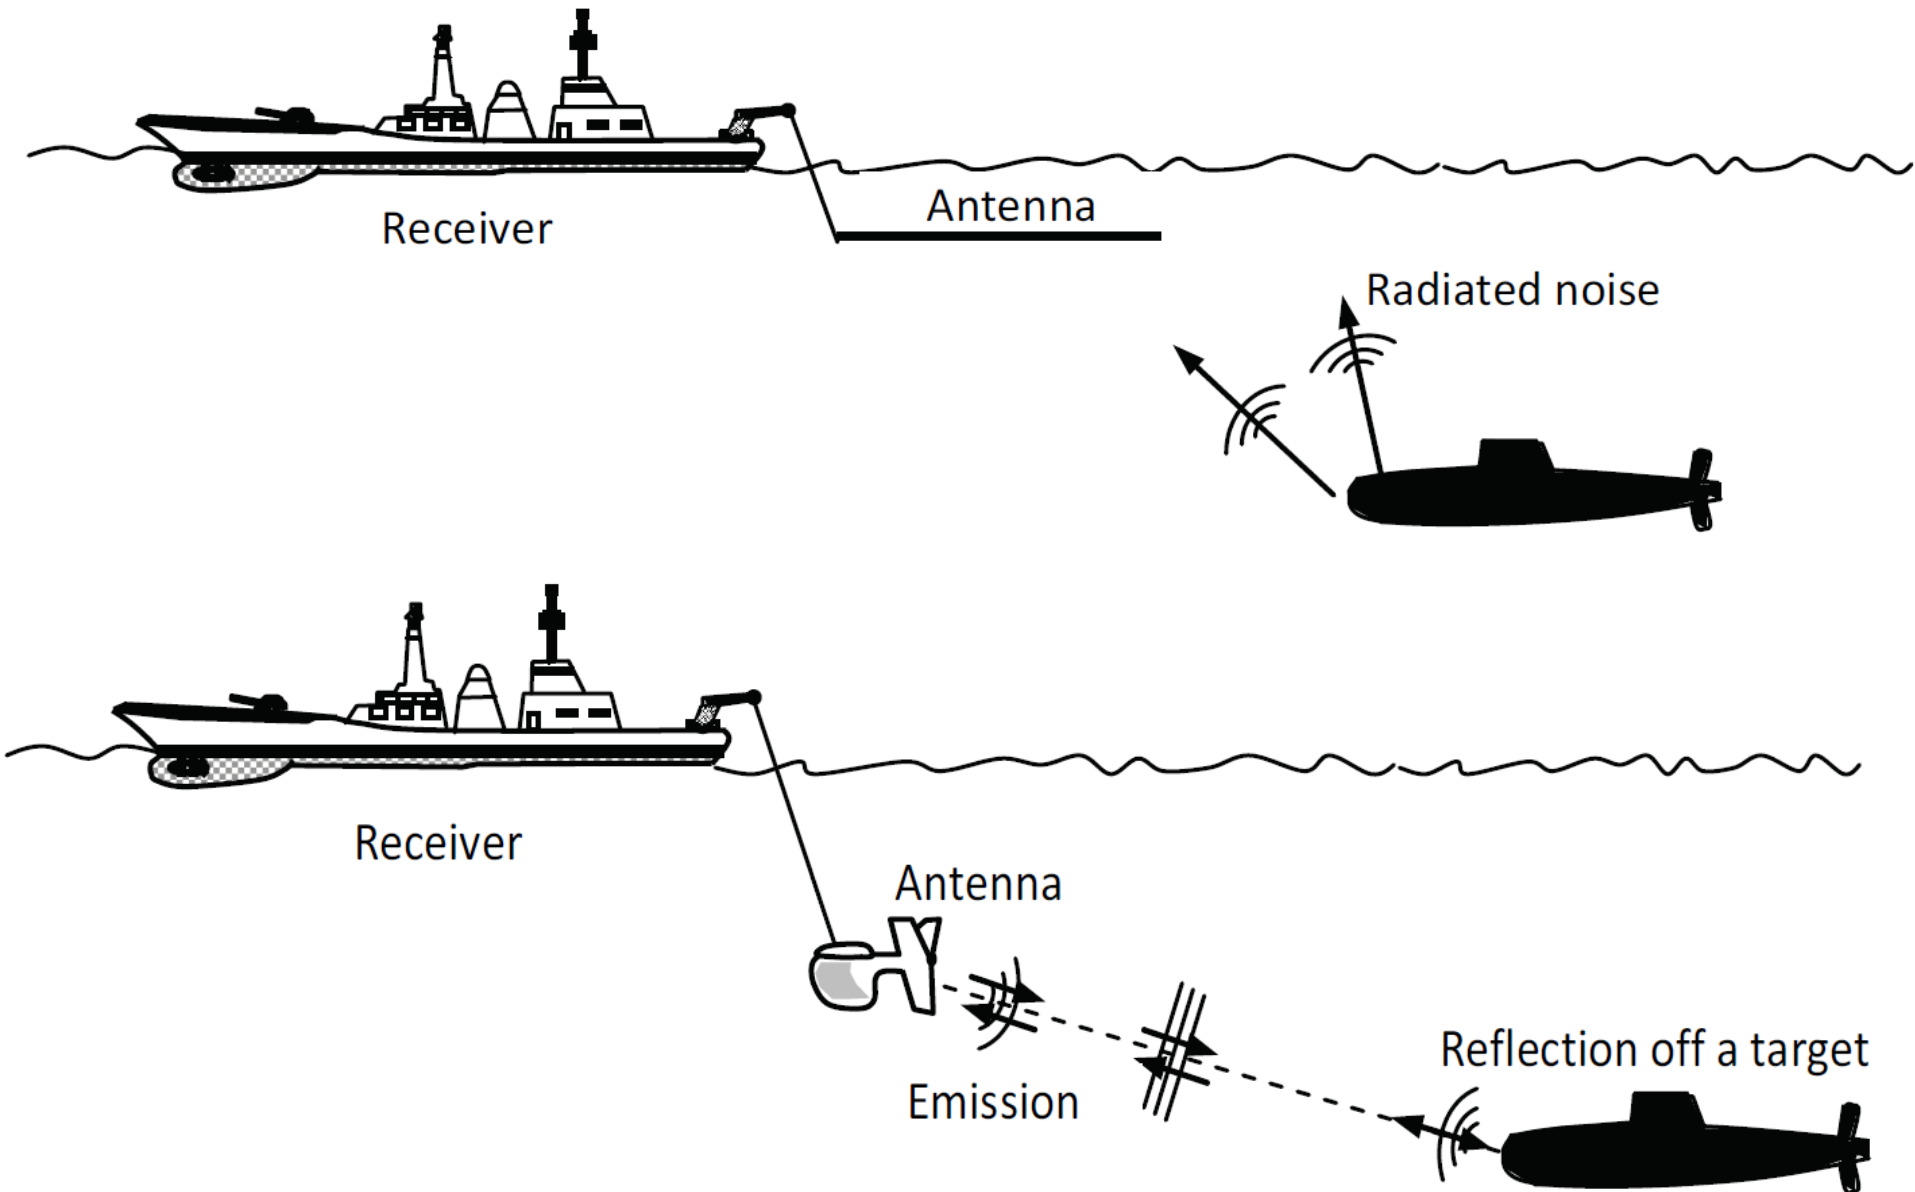 Receiver
Antenna
Radiated noise
Receiver
Antenna
Emission
Reflection off a target